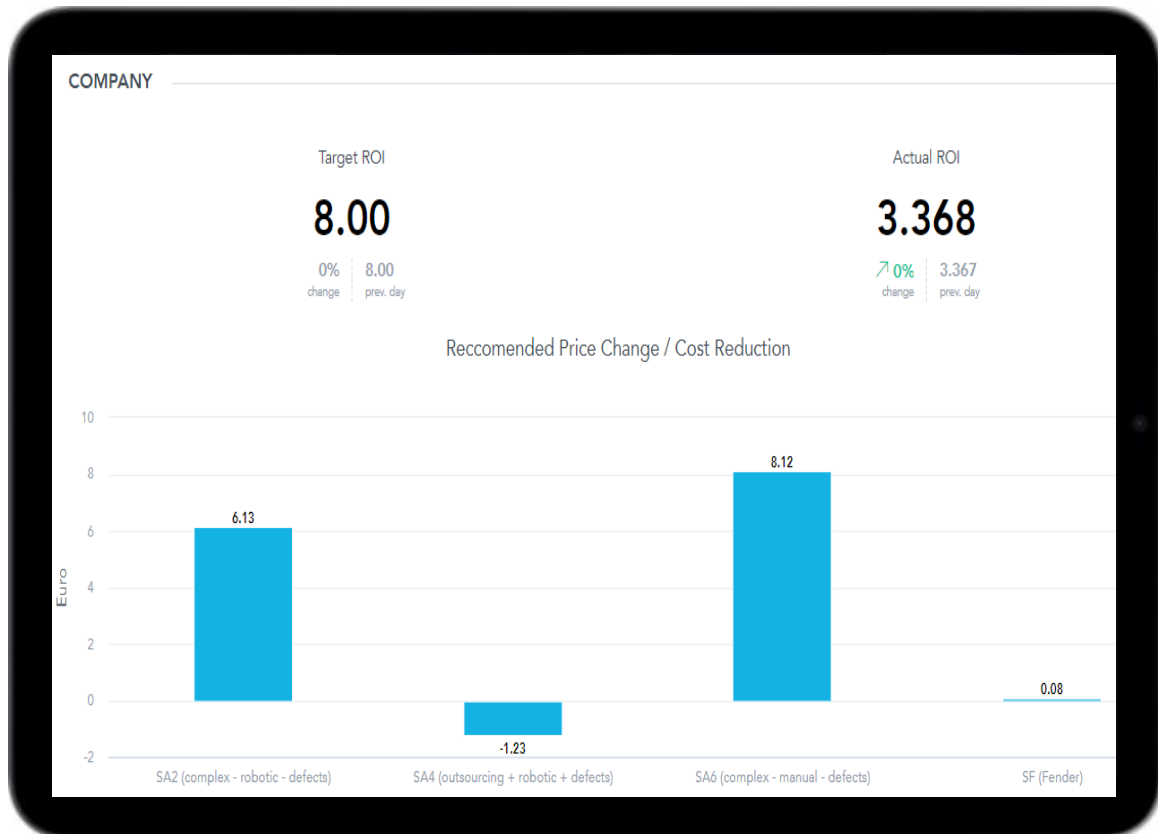 COMPANY
Target ROI
Actual ROI
8.00
3.368
0% 8.00
change prev. day
0% 3.367
change prev. day
Reccomended Price Change / Cost Reduction
Euro
10
8
6
4
2
0
-2
6.13
-1.23
8.12
0.08
SA2 (complex - robotic - defects)
SA4 (outsourcing + robotic + defects)
SA6 (complex - manual - defects)
SF (Fender)